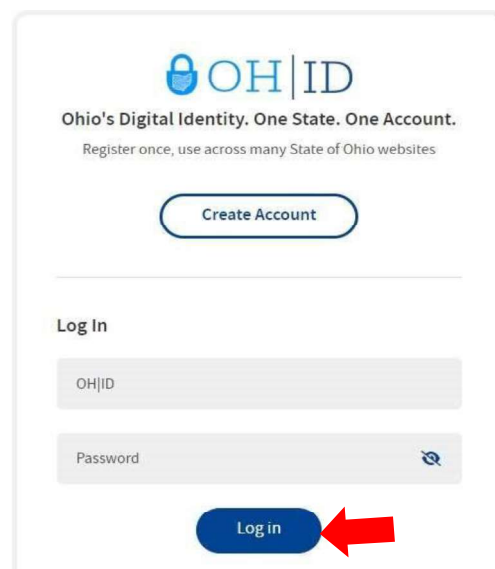 OH|ID
Ohio's Digital Identity. One State. One Account.
Register once, use across many State of Ohio websites
Create Account
Log In
OH|ID
Password
Log in